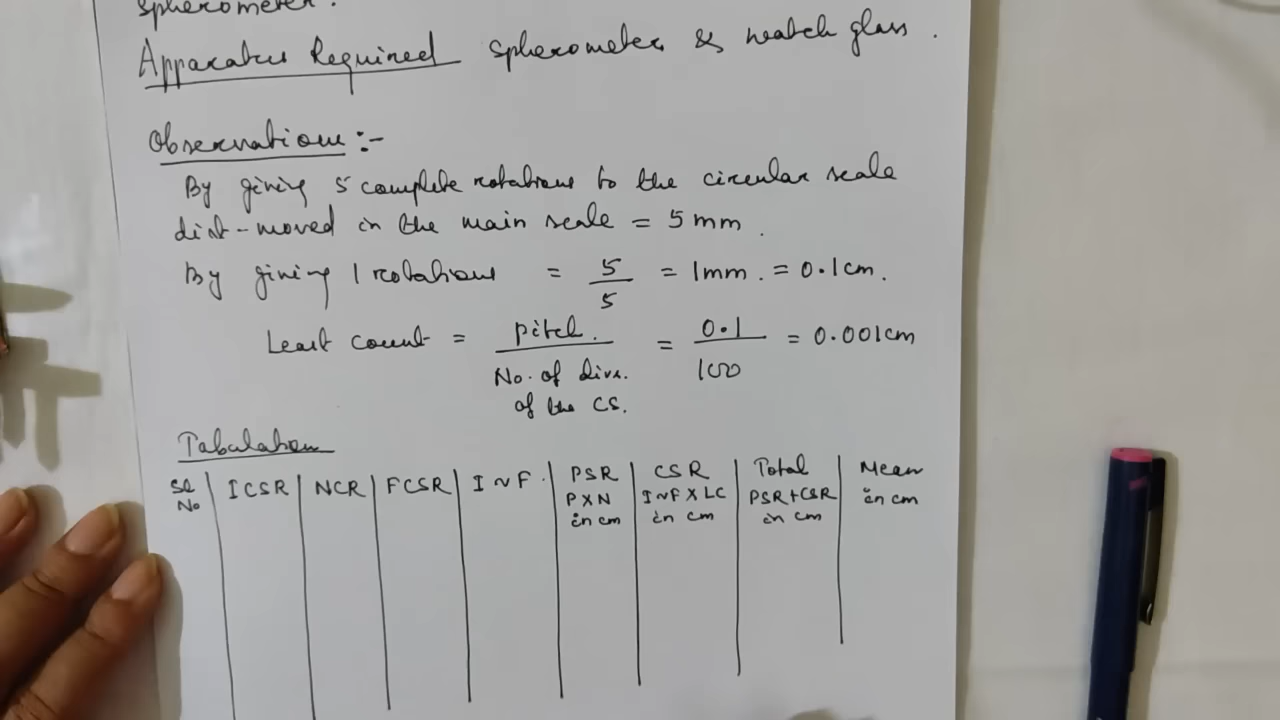 spherometer.
Apparatus Required spherometer & watch glass .
Observation :-
By giving 5 complete rotations to the circular scale
dist-moved in the main scale = 5 mm .
By giving 1 rotations = 5/5 = 1mm . = 0.1cm.
Least count = pitch. / No. of divs. of the CS. = 0.1/100 = 0.001cm
Tabulation
Sl No | ICSR | NCR | FCSR | I ~ F . | PSR P X N in cm | CSR I~F X LC in cm | Total PSR+CSR in cm | Mean in cm